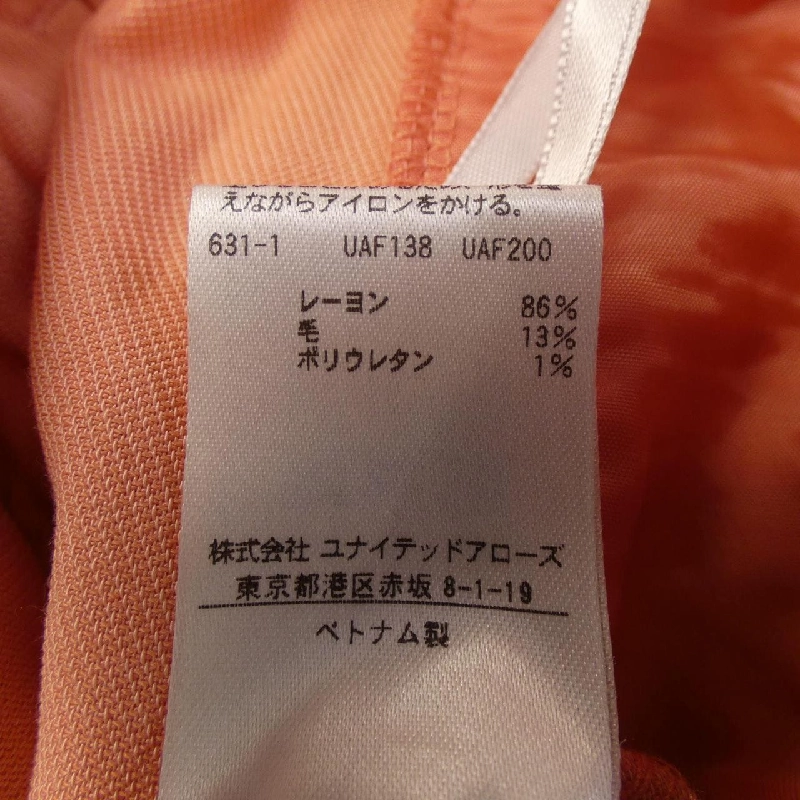 えながらアイロンをかける。
631-1 UAF138 UAF200
レーヨン 86%
毛 13%
ポリウレタン 1%
株式会社 ユナイテッドアローズ
東京都港区赤坂 8-1-19
ベトナム製